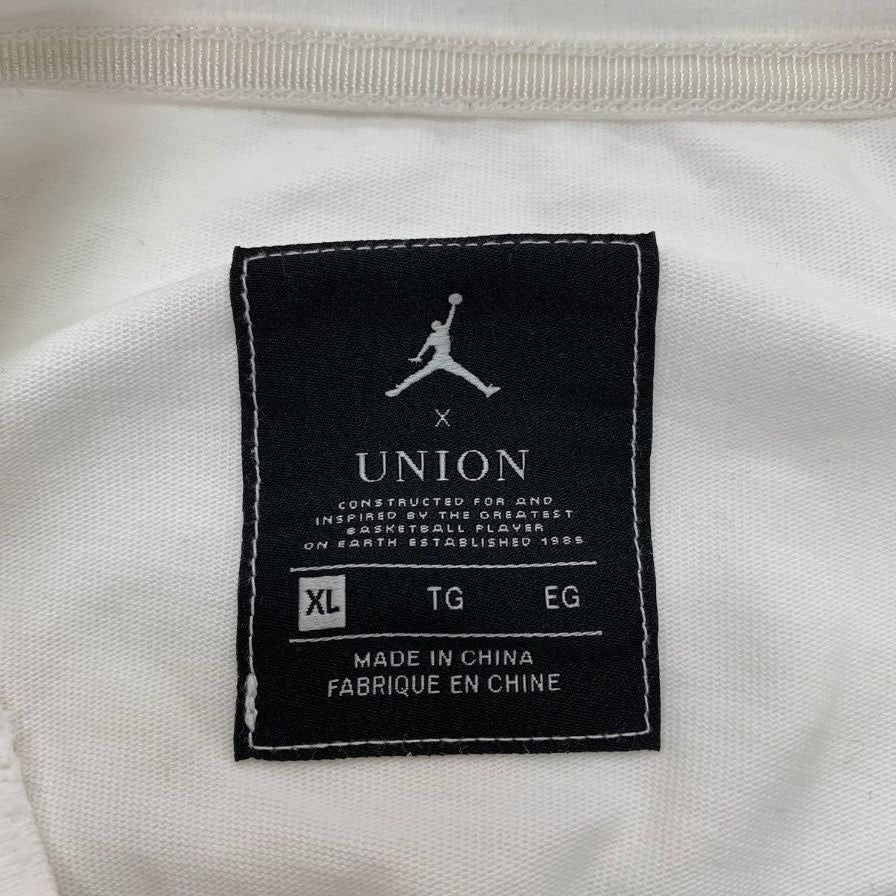 X
UNION
CONSTRUCTED FOR AND
INSPIRED BY THE GREATEST
BASKETBALL PLAYER
ON EARTH ESTABLISHED 1985
XL TG EG
MADE IN CHINA
FABRIQUE EN CHINE